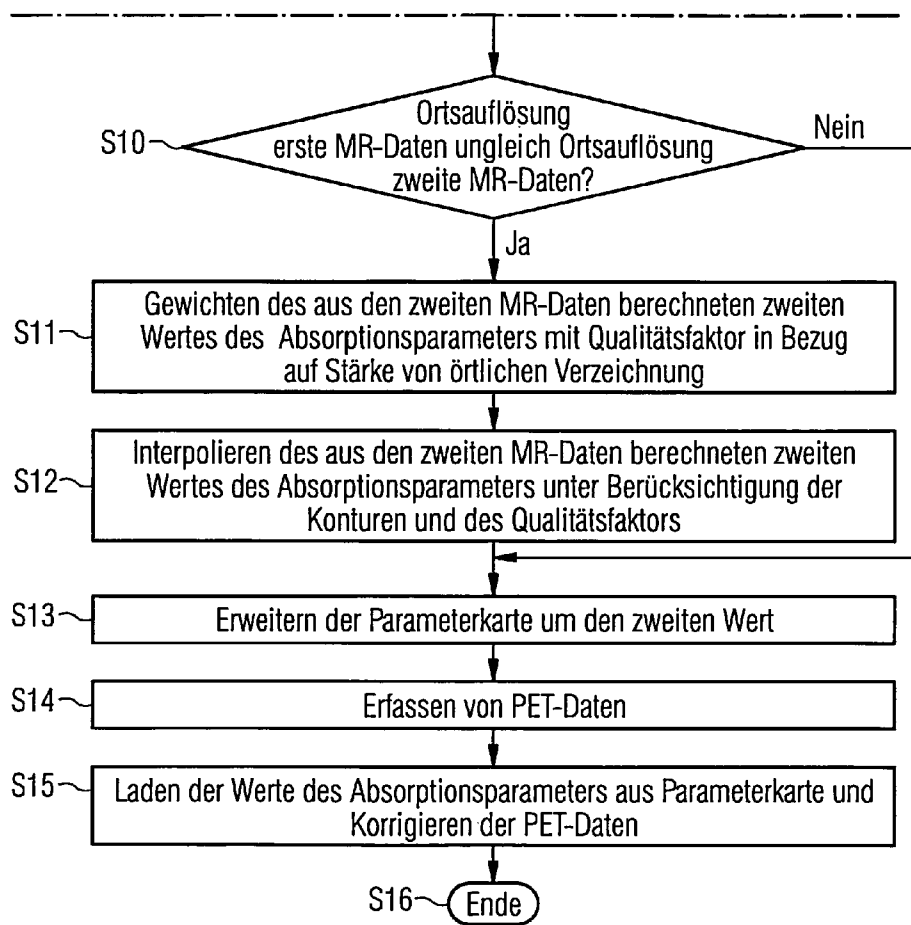 Ortsauflösung
S10 erste MR-Daten ungleich Ortsauflösung
zweite MR-Daten?
Nein
Ja
Gewichten des aus den zweiten MR-Daten berechneten zweiten
S11 Wertes des Absorptionsparameters mit Qualitätsfaktor in Bezug
auf Stärke von örtlichen Verzeichnung
Interpolieren des aus den zweiten MR-Daten berechneten zweiten
S12 Wertes des Absorptionsparameters unter Berücksichtigung der
Konturen und des Qualitätsfaktors
S13 Erweitern der Parameterkarte um den zweiten Wert
S14 Erfassen von PET-Daten
S15 Laden der Werte des Absorptionsparameters aus Parameterkarte und
Korrigieren der PET-Daten
S16 Ende